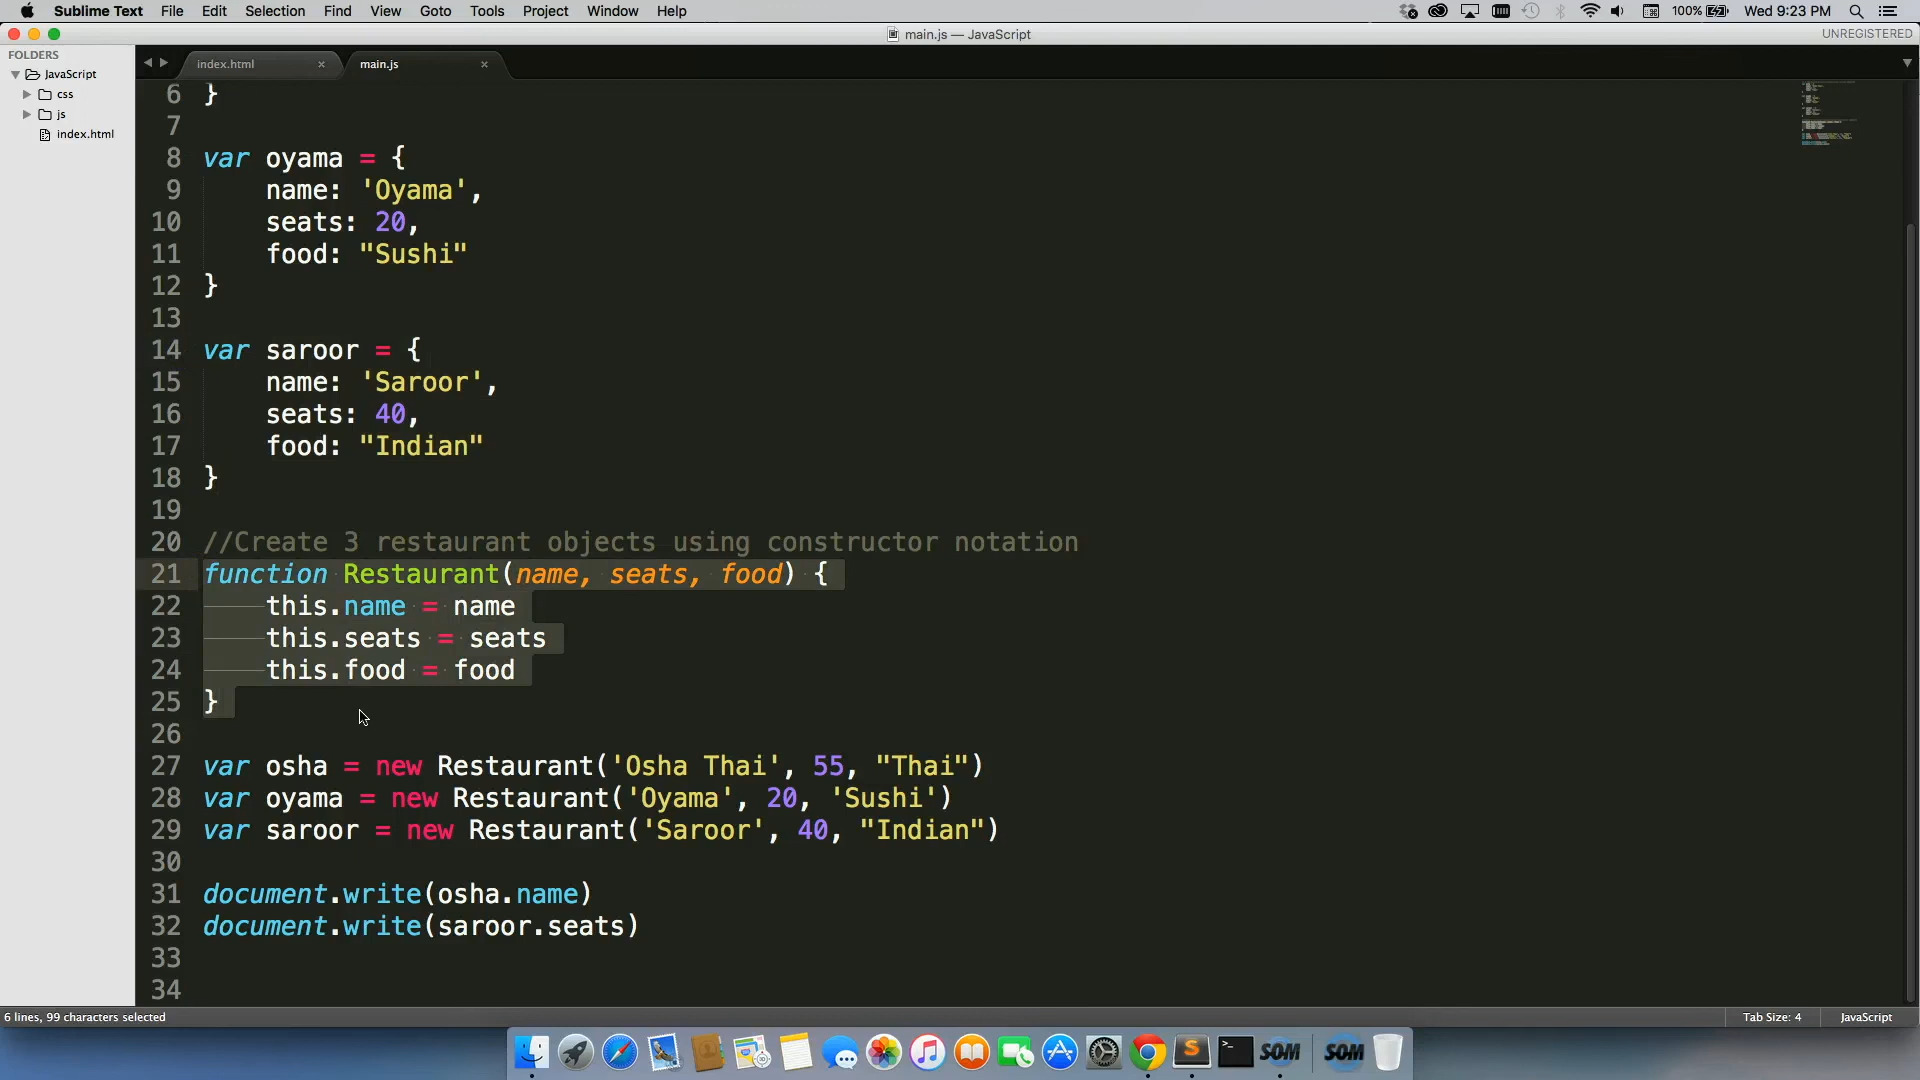 Sublime Text File Edit Selection Find View Goto Tools Project Window Help 100% Wed 9:23 PM
main.js — JavaScript UNREGISTERED
FOLDERS
JavaScript
css
js
index.html
index.html × main.js ×
6 }
7
8 var oyama = {
9 name: 'Oyama',
10 seats: 20,
11 food: "Sushi"
12 }
13
14 var saroor = {
15 name: 'Saroor',
16 seats: 40,
17 food: "Indian"
18 }
19
20 //Create 3 restaurant objects using constructor notation
21 function Restaurant(name, seats, food) {
22 this.name = name
23 this.seats = seats
24 this.food = food
25 }
26
27 var osha = new Restaurant('Osha Thai', 55, "Thai")
28 var oyama = new Restaurant('Oyama', 20, 'Sushi')
29 var saroor = new Restaurant('Saroor', 40, "Indian")
30
31 document.write(osha.name)
32 document.write(saroor.seats)
33
34
6 lines, 99 characters selected Tab Size: 4 JavaScript
SOM SOM